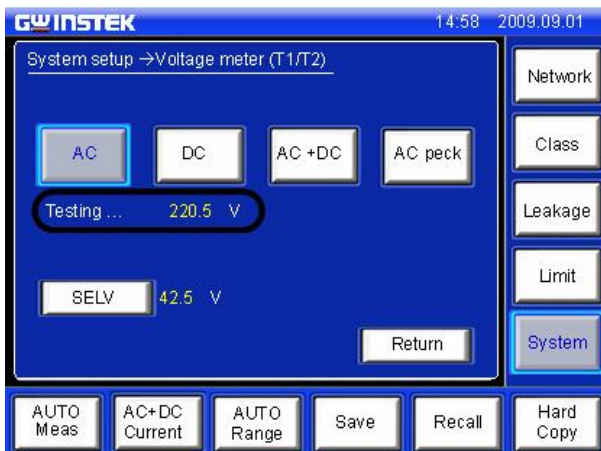 GWINSTEK 14:58 2009.09.01
System setup →Voltage meter (T1/T2)
AC DC AC +DC AC peck
Testing ... 220.5 V
SELV 42.5 V
Return
Network
Class
Leakage
Limit
System
AUTO Meas
AC+DC Current
AUTO Range
Save
Recall
Hard Copy